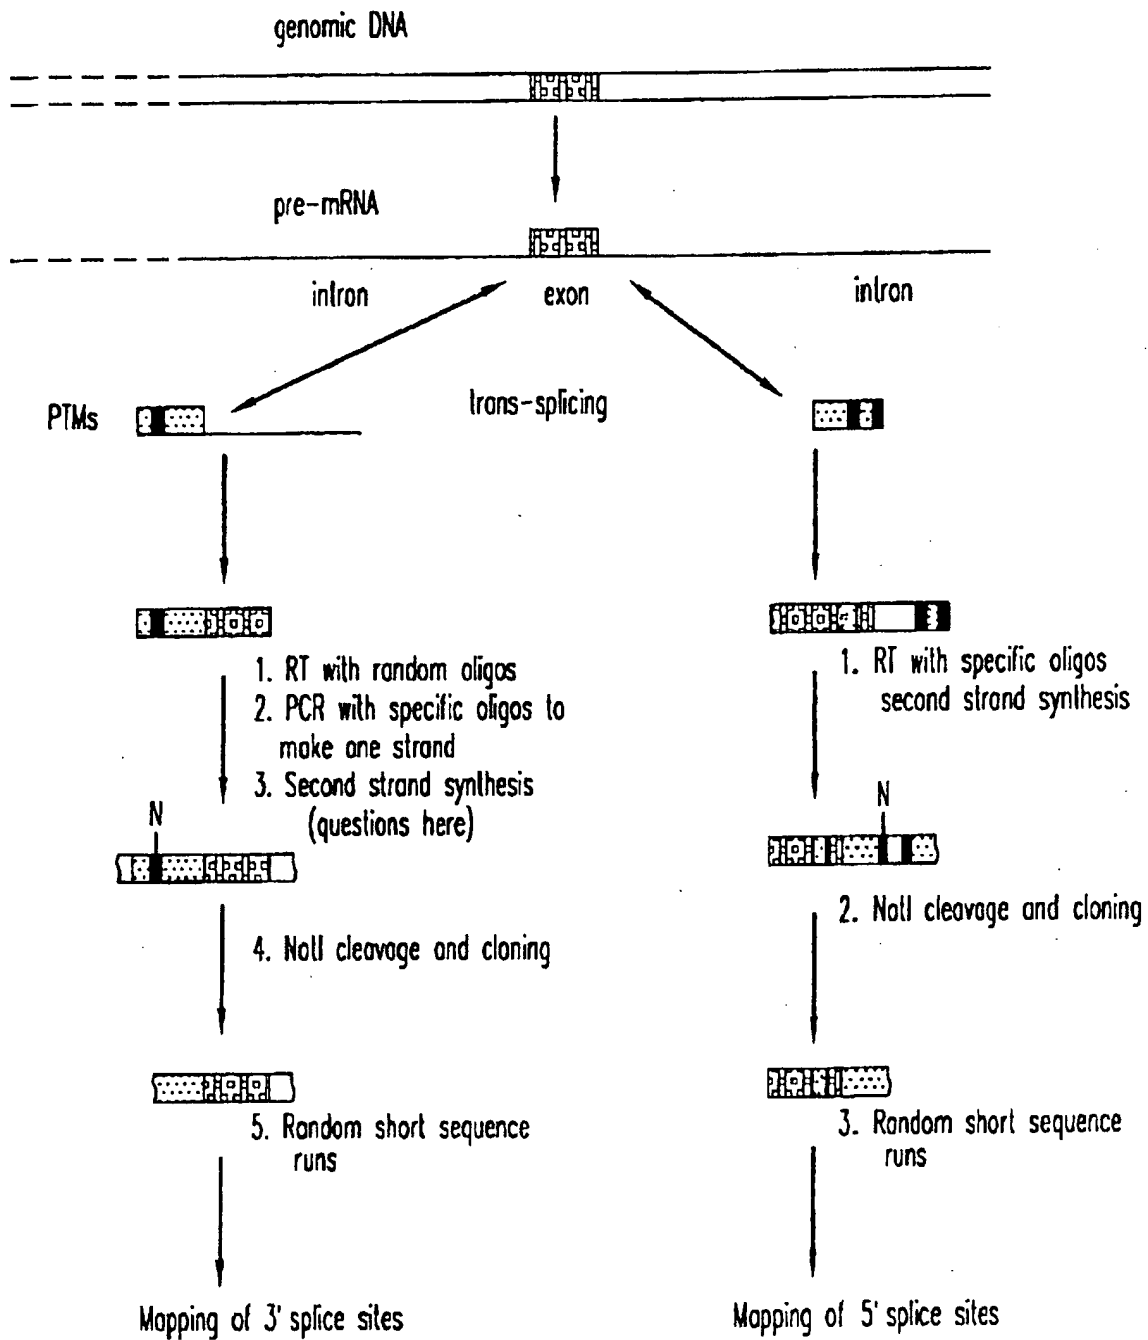 genomic DNA
pre-mRNA
intron
exon
intron
PTMs
trans-splicing
1. RT with random oligos
2. PCR with specific oligos to
make one strand
3. Second strand synthesis
(questions here)
1. RT with specific oligos
second strand synthesis
N
N
4. NotI cleavage and cloning
2. NotI cleavage and cloning
5. Random short sequence
runs
3. Random short sequence
runs
Mapping of 3' splice sites
Mapping of 5' splice sites